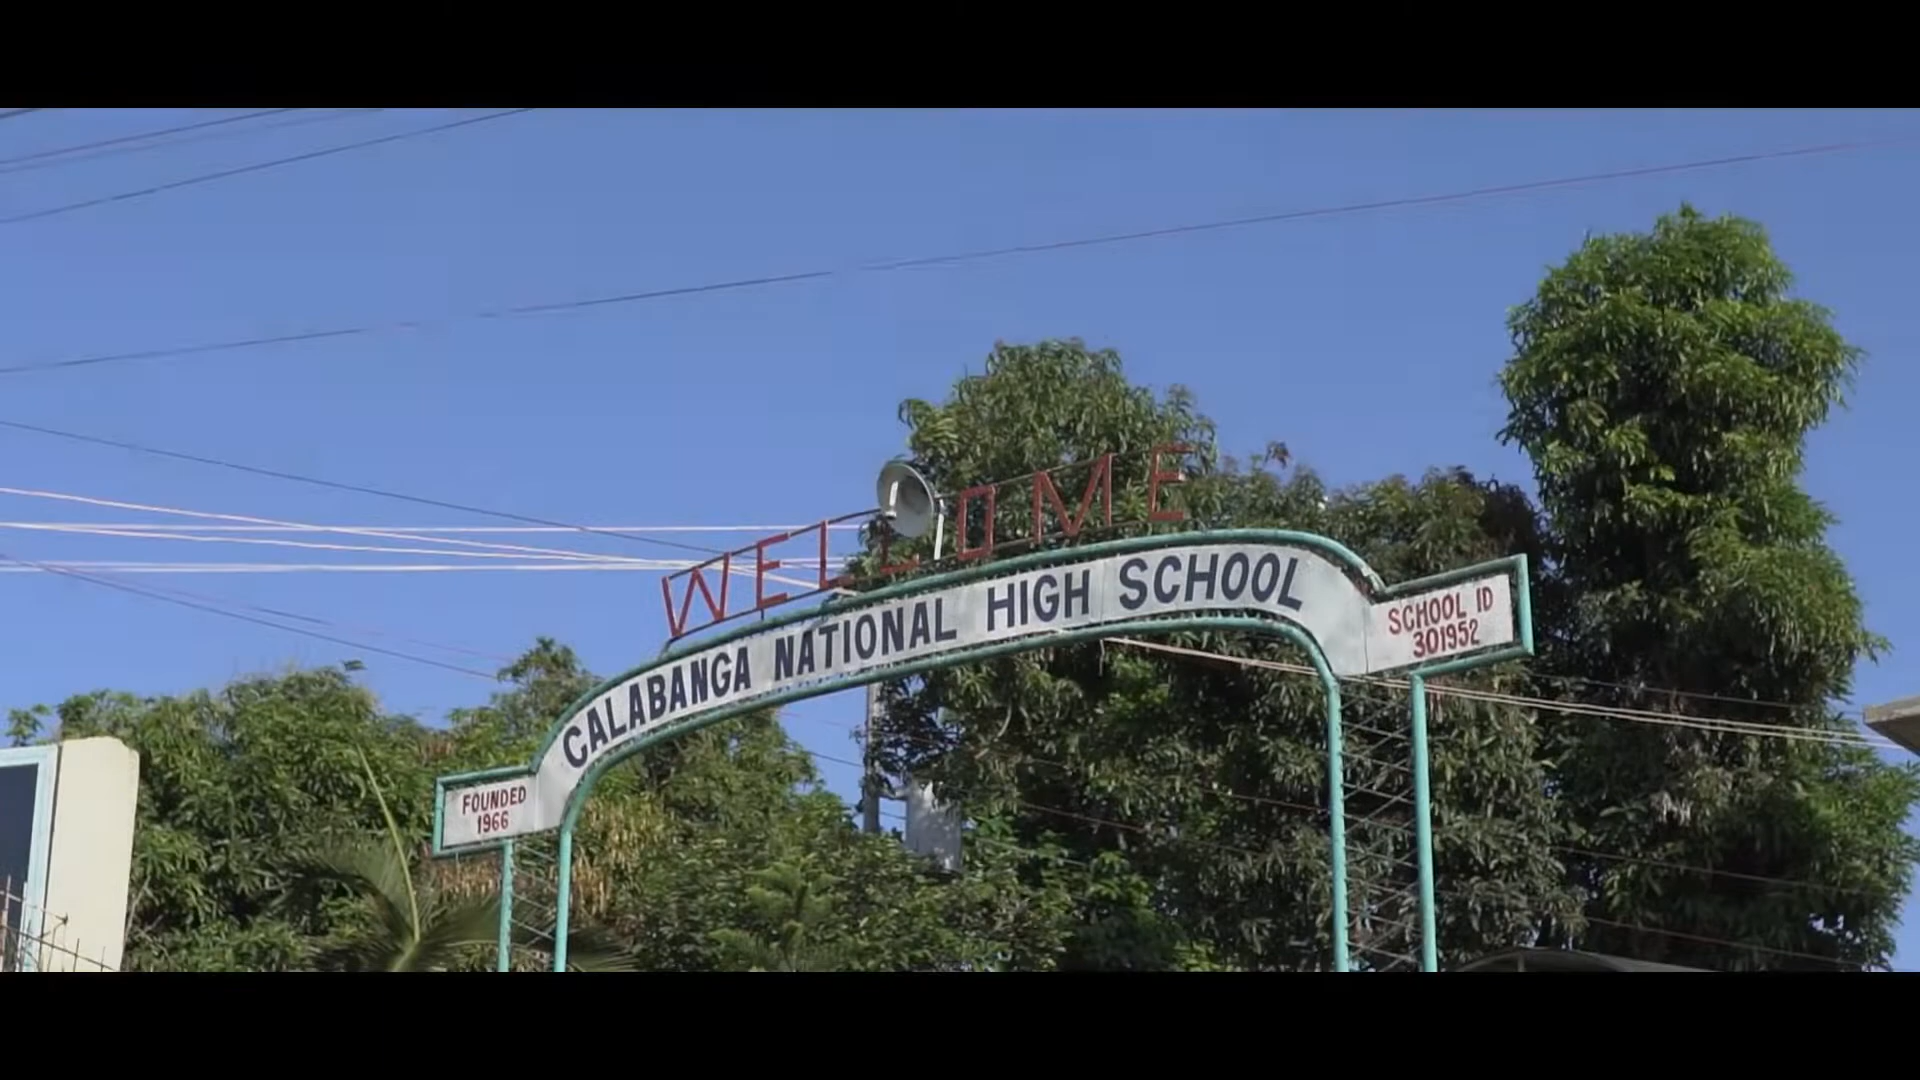 WELCOME
CALABANGA NATIONAL HIGH SCHOOL
SCHOOL ID
301952
FOUNDED
1966